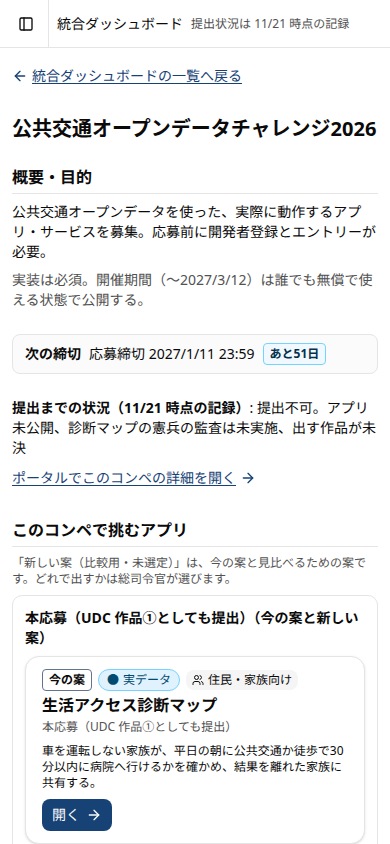 統合ダッシュボード 提出状況は 11/21 時点の記録
← 統合ダッシュボードの一覧へ戻る
公共交通オープンデータチャレンジ2026
概要・目的
公共交通オープンデータを使った、実際に動作するアプ
リ・サービスを募集。応募前に開発者登録とエントリーが
必要。
実装は必須。開催期間（〜2027/3/12）は誰でも無償で使
える状態で公開する。
次の締切 応募締切 2027/1/11 23:59 あと51日
提出までの状況（11/21 時点の記録）: 提出不可。アプリ
未公開、診断マップの憲兵の監査は未実施、出す作品が未
決
ポータルでこのコンペの詳細を開く →
このコンペで挑むアプリ
「新しい案（比較用・未選定）」は、今の案と見比べるための案で
す。どれで出すかは総司令官が選びます。
本応募（UDC 作品①としても提出）（今の案と新しい
案）
今の案 実データ 住民・家族向け
生活アクセス診断マップ
本応募（UDC 作品①としても提出）
車を運転しない家族が、平日の朝に公共交通か徒歩で30
分以内に病院へ行けるかを確かめ、結果を離れた家族に
共有する。
開く →